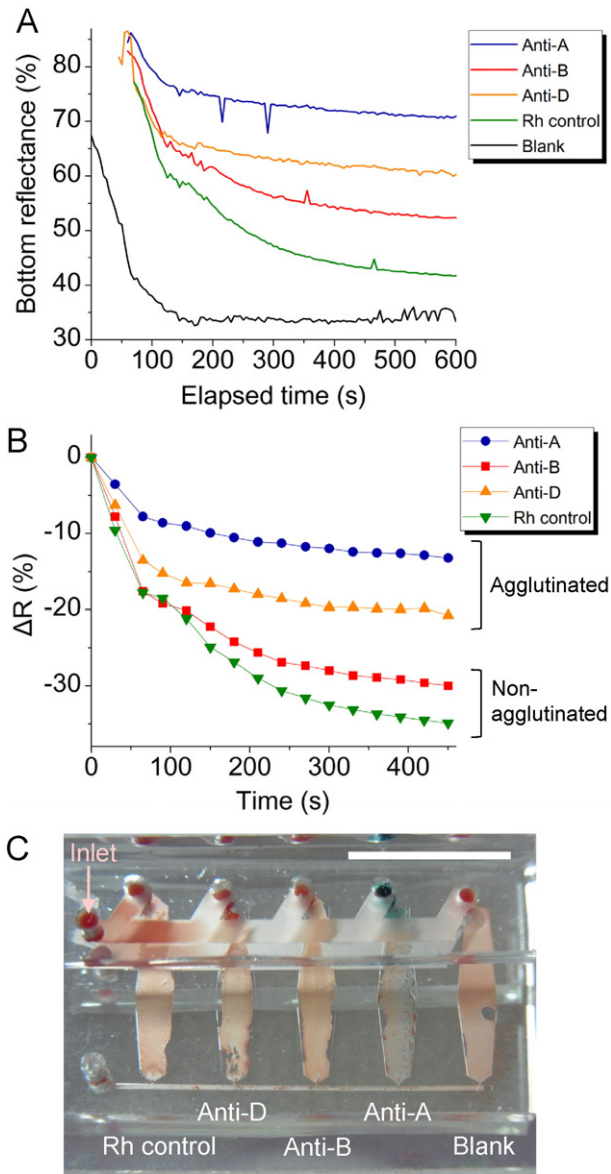 A
Bottom reflectance (%)
80
70
60
50
40
30
0
100
200
300
400
500
600
Elapsed time (s)
Anti-A
Anti-B
Anti-D
Rh control
Blank
B
ΔR (%)
0
-10
-20
-30
0
100
200
300
400
Time (s)
Anti-A
Anti-B
Anti-D
Rh control
Agglutinated
Non-
agglutinated
C
Inlet
Anti-D
Anti-A
Rh control
Anti-B
Blank